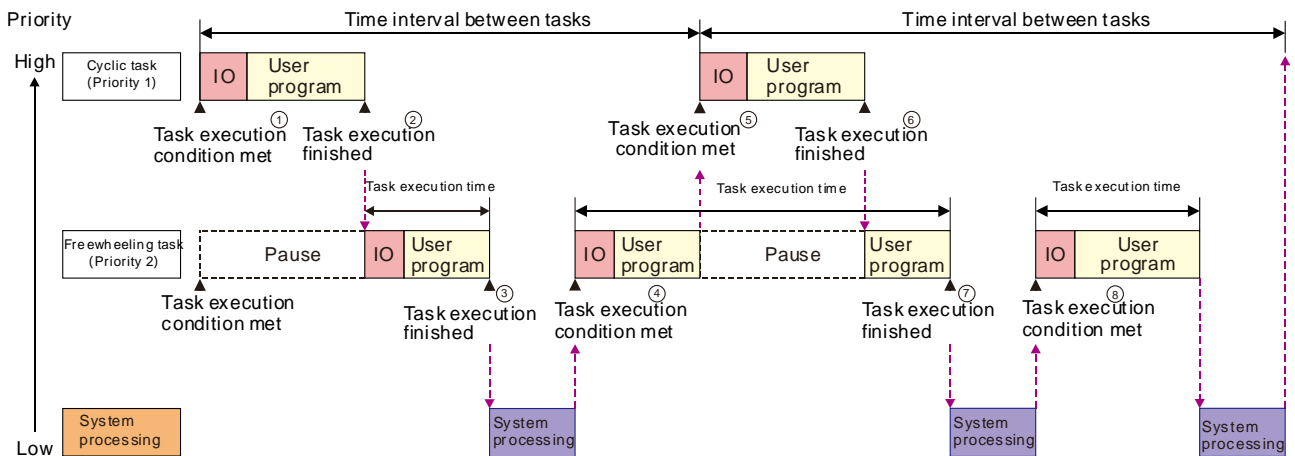 Priority
Time interval between tasks
Time interval between tasks
High
Cyclic task
(Priority 1)
IO
User
program
IO
User
program
①
Task execution
condition met
②
Task execution
finished
⑤
Task execution
condition met
⑥
Task execution
finished
Task execution time
Task execution time
Task execution time
Freewheeling task
(Priority 2)
Pause
IO
User
program
IO
User
program
Pause
User
program
IO
User
program
Task execution
condition met
③
Task execution
finished
④
Task execution
condition met
⑦
Task execution
finished
⑧
Task execution
condition met
Low
System
processing
System
processing
System
processing
System
processing